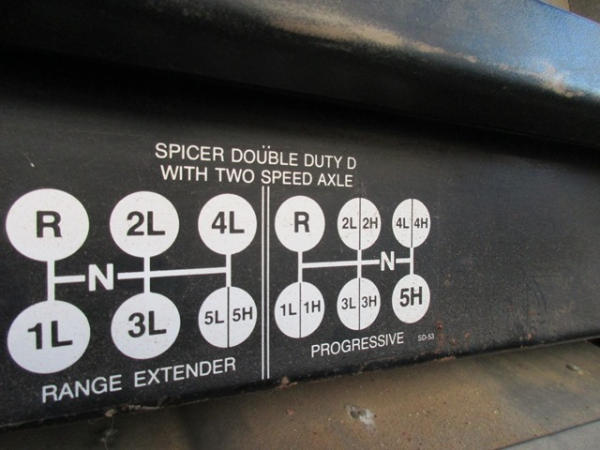 SPICER DOUBLE DUTY D
WITH TWO SPEED AXLE
R 2L 4L
N
1L 3L 5L 5H
RANGE EXTENDER
R 2L 2H 4L 4H
N
1L 1H 3L 3H 5H
PROGRESSIVE SD-53